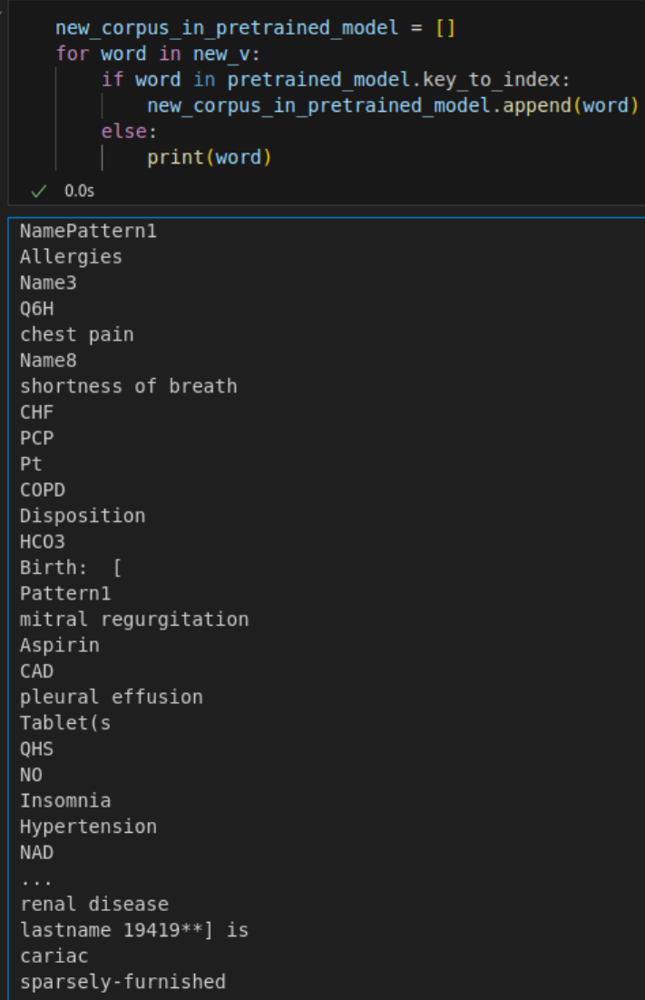 new_corpus_in_pretrained_model = []
for word in new_v:
    if word in pretrained_model.key_to_index:
        new_corpus_in_pretrained_model.append(word)
    else:
        print(word)
0.0s
NamePattern1
Allergies
Name3
Q6H
chest pain
Name8
shortness of breath
CHF
PCP
Pt
COPD
Disposition
HCO3
Birth:  [
Pattern1
mitral regurgitation
Aspirin
CAD
pleural effusion
Tablet(s
QHS
NO
Insomnia
Hypertension
NAD
...
renal disease
lastname 19419**] is
cariac
sparsely-furnished